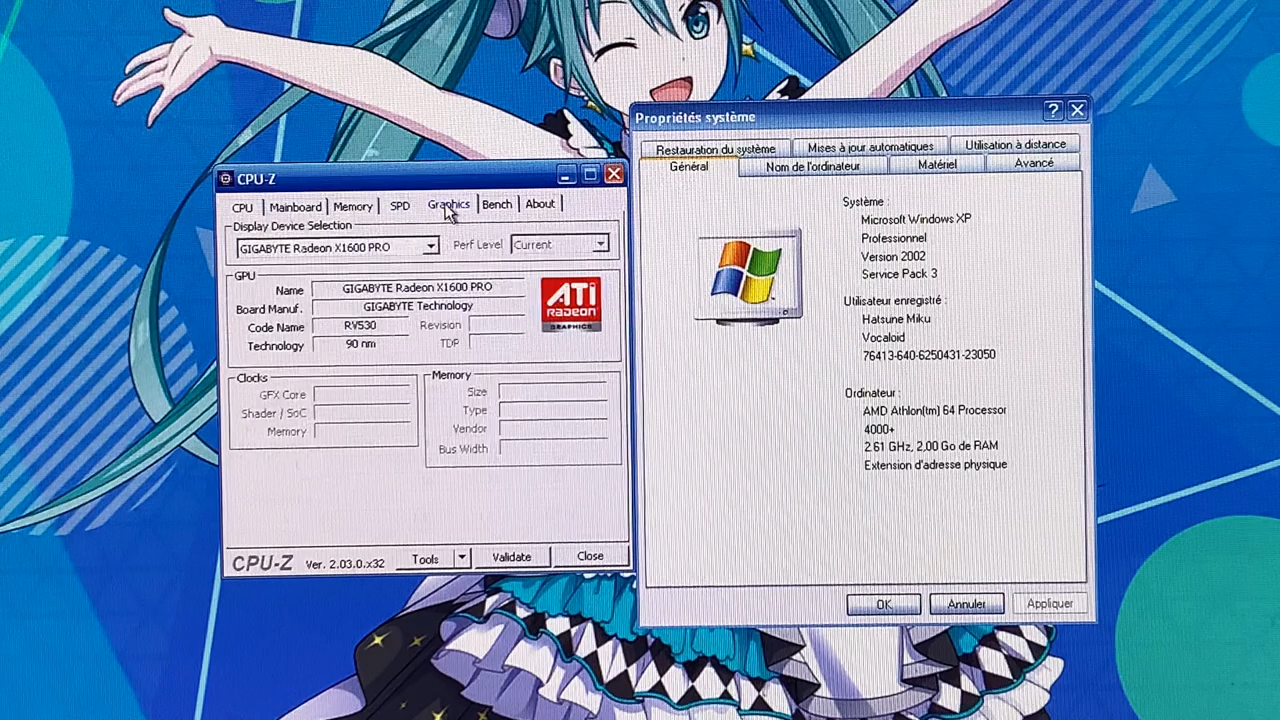 CPU-Z
CPU
Mainboard
Memory
SPD
Graphics
Bench
About
Display Device Selection
GIGABYTE Radeon X1600 PRO
Perf Level
Current
GPU
Name
GIGABYTE Radeon X1600 PRO
Board Manuf.
GIGABYTE Technology
Code Name
RV530
Revision
Technology
90 nm
TDP
ATi
RADEON
GRAPHICS
Clocks
GFX Core
Shader / SoC
Memory
Memory
Size
Type
Vendor
Bus Width
CPU-Z
Ver. 2.03.0.x32
Tools
Validate
Close
Propriétés système
Restauration du système
Mises à jour automatiques
Utilisation à distance
Général
Nom de l'ordinateur
Matériel
Avancé
Système :
Microsoft Windows XP
Professionnel
Version 2002
Service Pack 3
Utilisateur enregistré :
Hatsune Miku
Vocaloid
76413-640-6250431-23050
Ordinateur :
AMD Athlon(tm) 64 Processor
4000+
2.61 GHz, 2,00 Go de RAM
Extension d'adresse physique
OK
Annuler
Appliquer